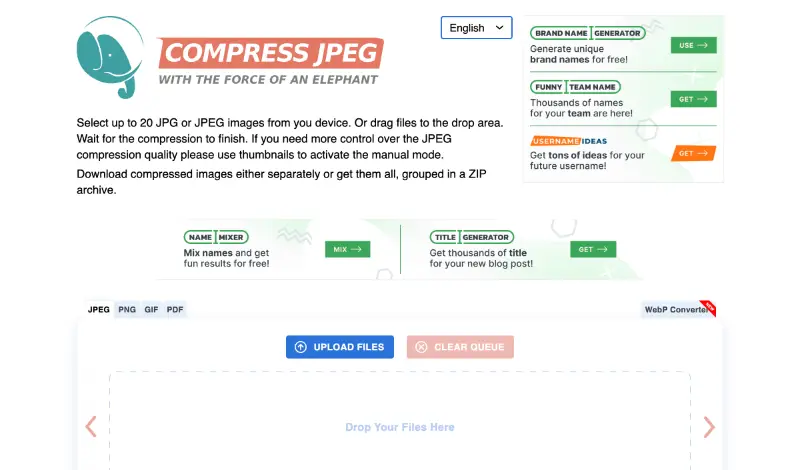 COMPRESS JPEG
WITH THE FORCE OF AN ELEPHANT
English
Select up to 20 JPG or JPEG images from you device. Or drag files to the drop area.
Wait for the compression to finish. If you need more control over the JPEG
compression quality please use thumbnails to activate the manual mode.
Download compressed images either separately or get them all, grouped in a ZIP
archive.
BRAND NAME GENERATOR
Generate unique
brand names for free!
USE →
FUNNY TEAM NAME
Thousands of names
for your team are here!
GET →
USERNAME IDEAS
Get tons of ideas for your
future username!
GET →
NAME MIXER
Mix names and get
fun results for free!
MIX →
TITLE GENERATOR
Get thousands of title
for your new blog post!
GET →
JPEG PNG GIF PDF
WebP Converter NEW
UPLOAD FILES CLEAR QUEUE
Drop Your Files Here